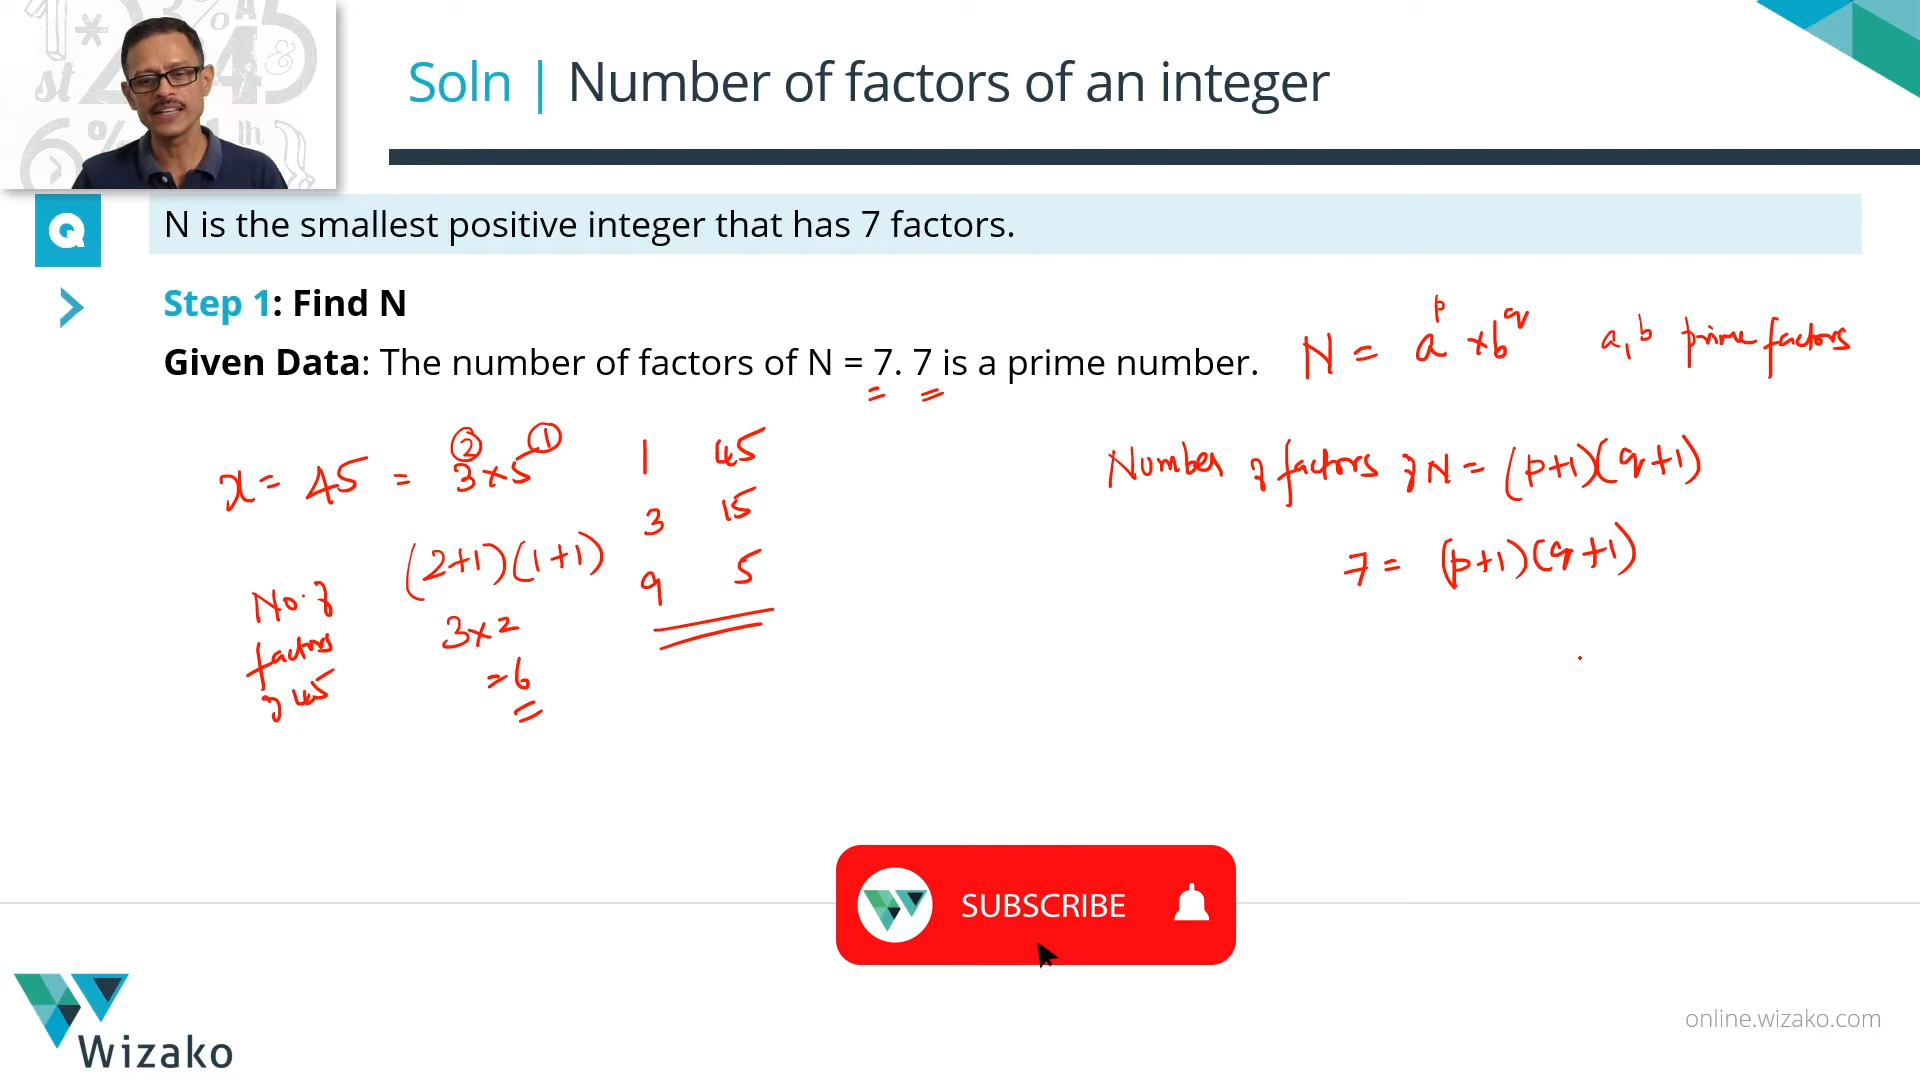 Soln | Number of factors of an integer
Q
N is the smallest positive integer that has 7 factors.
Step 1: Find N
Given Data: The number of factors of N = 7. 7 is a prime number.
N = a^p × b^q a, b prime factors
x = 45 = 3^2 × 5^1
1 45
3 15
9 5
(2+1)(1+1)
3×2
=6
No. of
factors
of 45
Number of factors of N = (p+1)(q+1)
7 = (p+1)(q+1)
SUBSCRIBE
Wizako
online.wizako.com